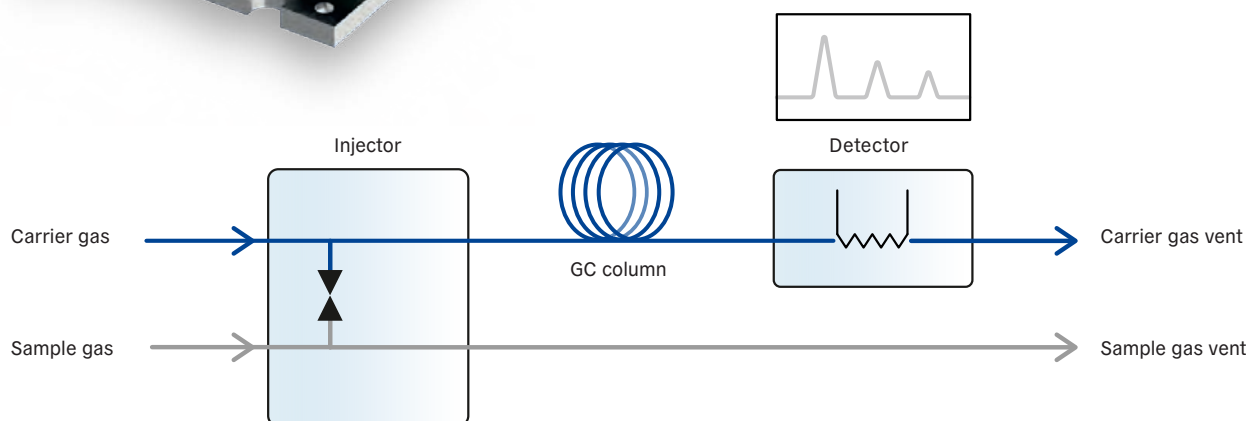 Injector
Detector
Carrier gas
GC column
Carrier gas vent
Sample gas
Sample gas vent